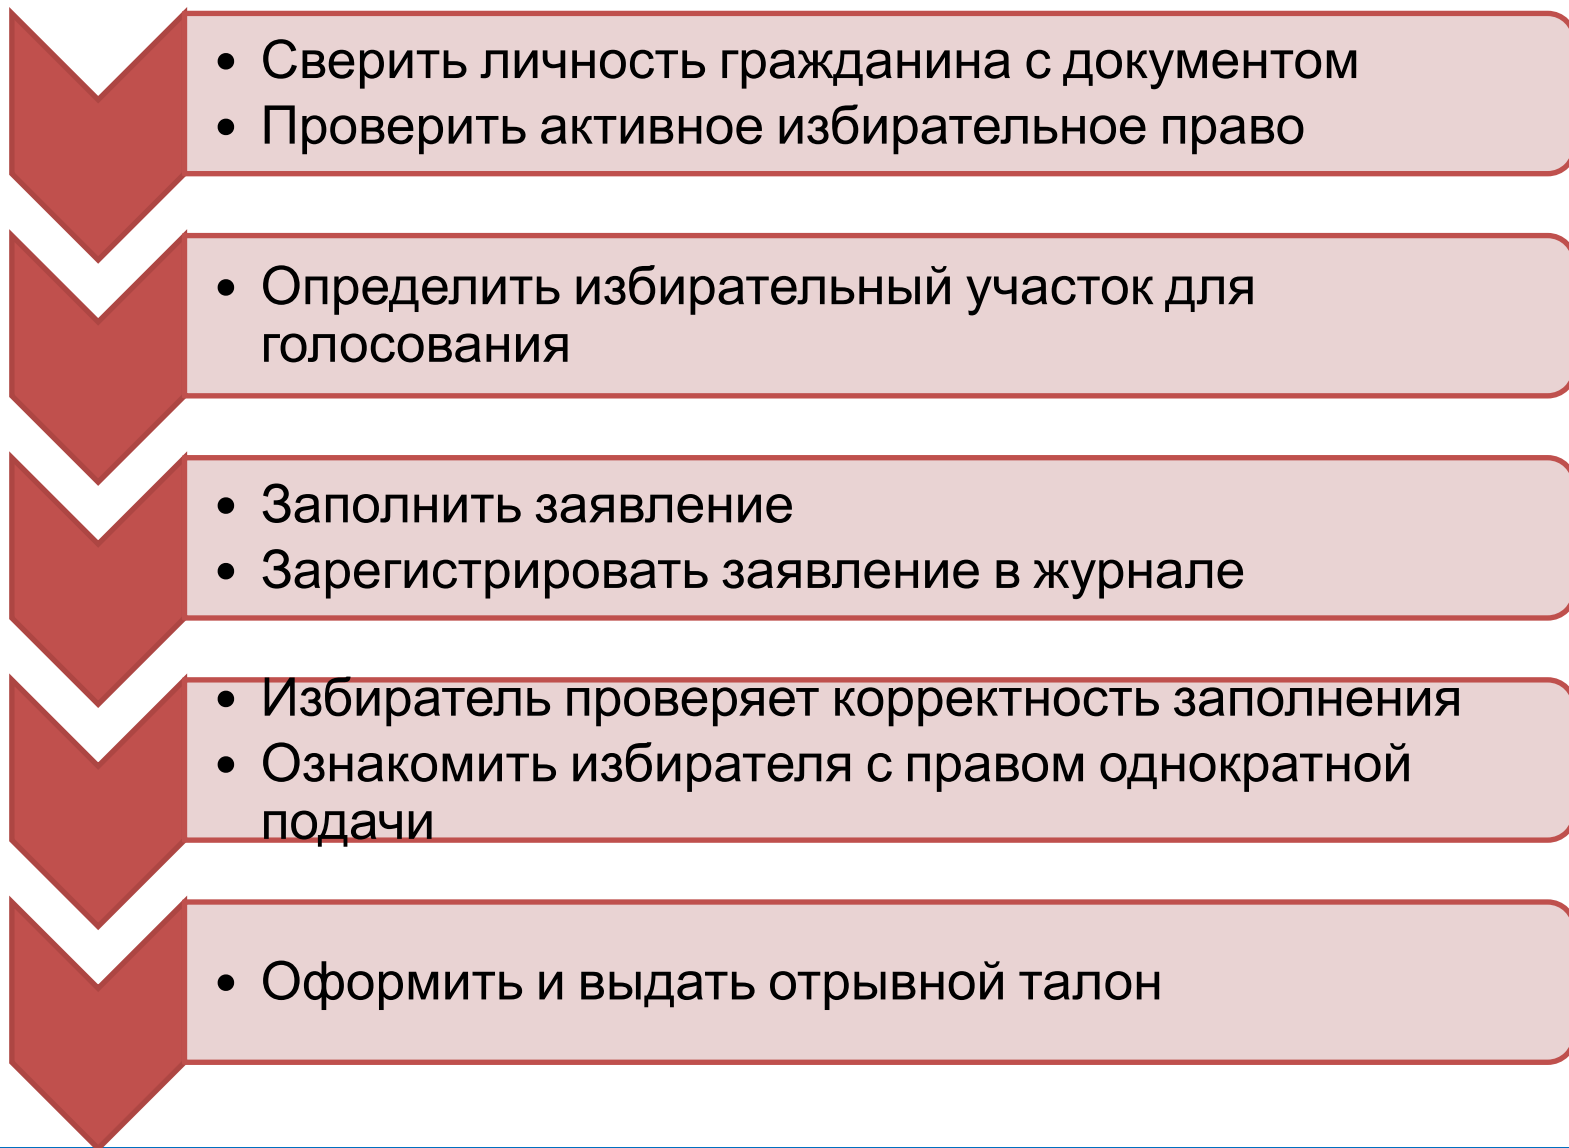 • Сверить личность гражданина с документом
• Проверить активное избирательное право
• Определить избирательный участок для
голосования
• Заполнить заявление
• Зарегистрировать заявление в журнале
• Избиратель проверяет корректность заполнения
• Ознакомить избирателя с правом однократной
подачи
• Оформить и выдать отрывной талон